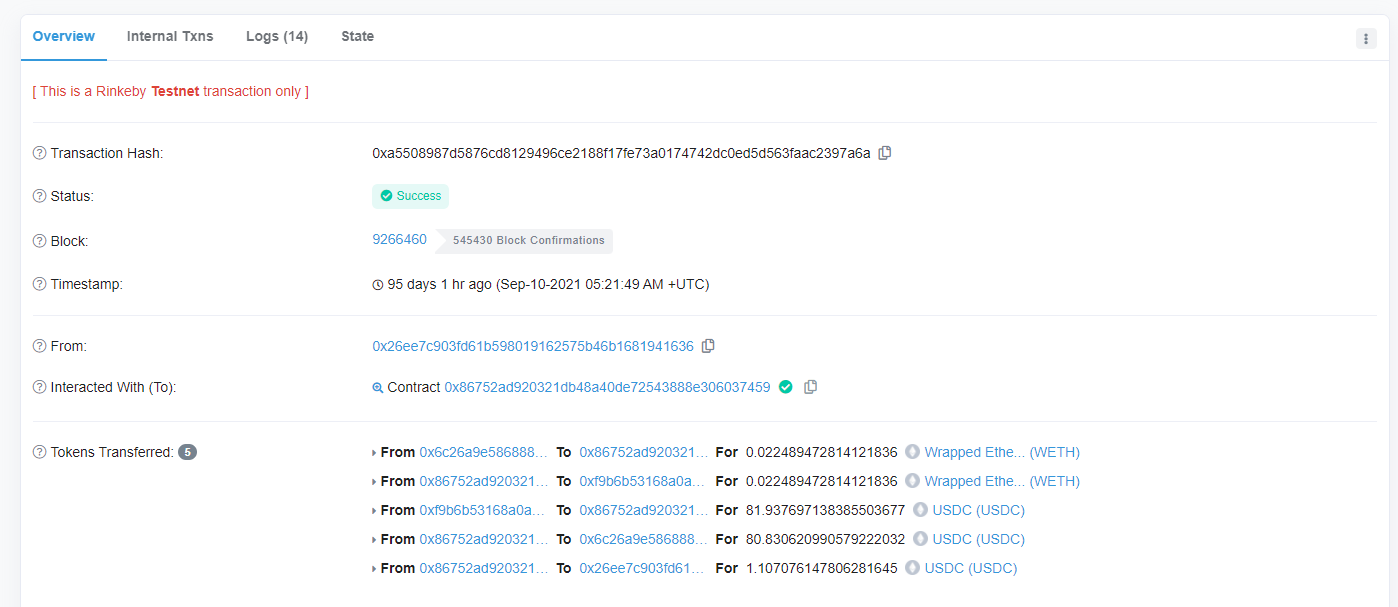 Overview Internal Txns Logs (14) State
[ This is a Rinkeby Testnet transaction only ]
Transaction Hash: 0xa5508987d5876cd8129496ce2188f17fe73a0174742dc0ed5d563faac2397a6a
Status: Success
Block: 9266460 545430 Block Confirmations
Timestamp: 95 days 1 hr ago (Sep-10-2021 05:21:49 AM +UTC)
From: 0x26ee7c903fd61b598019162575b46b1681941636
Interacted With (To): Contract 0x86752ad920321db48a40de72543888e306037459
Tokens Transferred: 5 From 0x6c26a9e586888... To 0x86752ad920321... For 0.022489472814121836 Wrapped Ethe... (WETH)
From 0x86752ad920321... To 0xf9b6b53168a0a... For 0.022489472814121836 Wrapped Ethe... (WETH)
From 0xf9b6b53168a0a... To 0x86752ad920321... For 81.937697138385503677 USDC (USDC)
From 0x86752ad920321... To 0x6c26a9e586888... For 80.830620990579222032 USDC (USDC)
From 0x86752ad920321... To 0x26ee7c903fd61... For 1.107076147806281645 USDC (USDC)